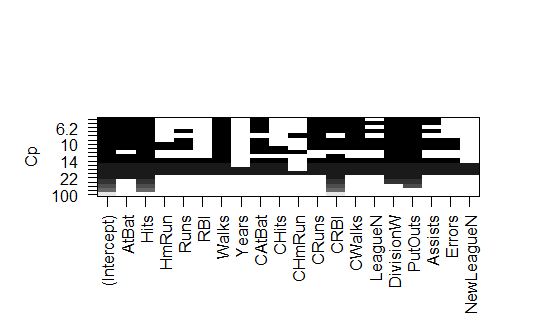 Cp
6.2
10
14
22
100
(Intercept)
AtBat
Hits
HmRun
Runs
RBI
Walks
Years
CAtBat
CHits
CHmRun
CRuns
CRBI
CWalks
LeagueN
DivisionW
PutOuts
Assists
Errors
NewLeagueN